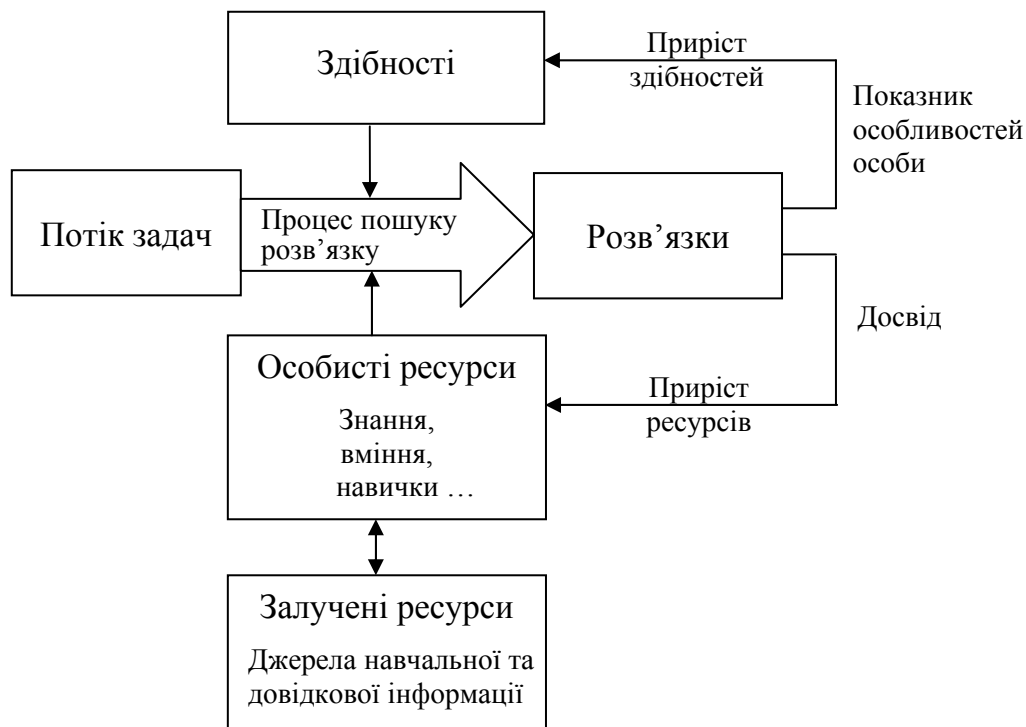 Здібності
Приріст
здібностей
Показник
особливостей
особи
Потік задач
Процес пошуку
розв’язку
Розв’язки
Досвід
Особисті ресурси
Знання,
вміння,
навички …
Приріст
ресурсів
Залучені ресурси
Джерела навчальної та
довідкової інформації